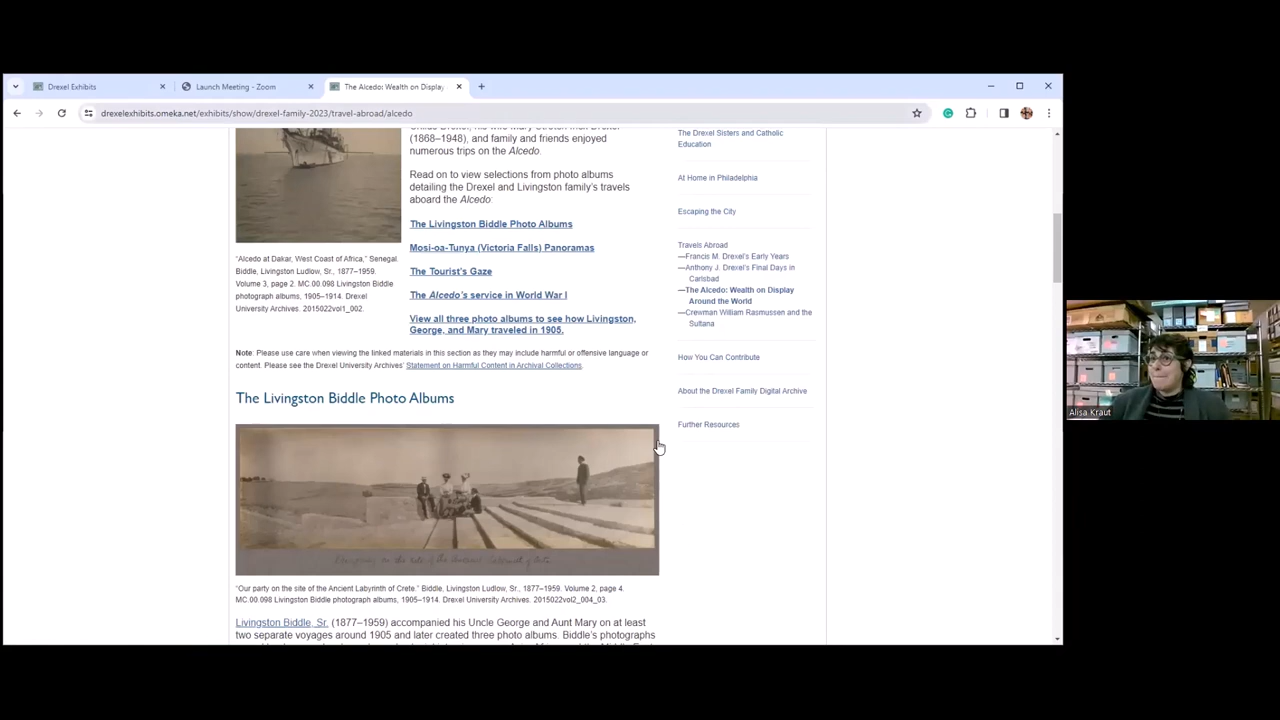 Drexel Exhibits
Launch Meeting - Zoom
The Alcedo: Wealth on Display
drexelexhibits.omeka.net/exhibits/show/drexel-family-2023/travel-abroad/alcedo
(1868–1948), and family and friends enjoyed
numerous trips on the Alcedo.
Read on to view selections from photo albums
detailing the Drexel and Livingston family's travels
aboard the Alcedo:
The Livingston Biddle Photo Albums
Mosi-oa-Tunya (Victoria Falls) Panoramas
The Tourist's Gaze
The Alcedo's service in World War I
View all three photo albums to see how Livingston,
George, and Mary traveled in 1905.
"Alcedo at Dakar, West Coast of Africa," Senegal.
Biddle, Livingston Ludlow, Sr., 1877–1959.
Volume 3, page 2. MC.00.098 Livingston Biddle
photograph albums, 1905–1914. Drexel
University Archives. 2015022vol1_002.
Note: Please use care when viewing the linked materials in this section as they may include harmful or offensive language or
content. Please see the Drexel University Archives' Statement on Harmful Content in Archival Collections.
The Livingston Biddle Photo Albums
"Our party on the site of the Ancient Labyrinth of Crete." Biddle, Livingston Ludlow, Sr., 1877–1959. Volume 2, page 4.
MC.00.098 Livingston Biddle photograph albums, 1905–1914. Drexel University Archives. 2015022vol2_004_03.
Livingston Biddle, Sr. (1877–1959) accompanied his Uncle George and Aunt Mary on at least
two separate voyages around 1905 and later created three photo albums. Biddle's photographs
The Drexel Sisters and Catholic
Education
At Home in Philadelphia
Escaping the City
Travels Abroad
—Francis M. Drexel's Early Years
—Anthony J. Drexel's Final Days in
Carlsbad
—The Alcedo: Wealth on Display
Around the World
—Crewman William Rasmussen and the
Sultana
How You Can Contribute
About the Drexel Family Digital Archive
Further Resources
Alisa Kraut